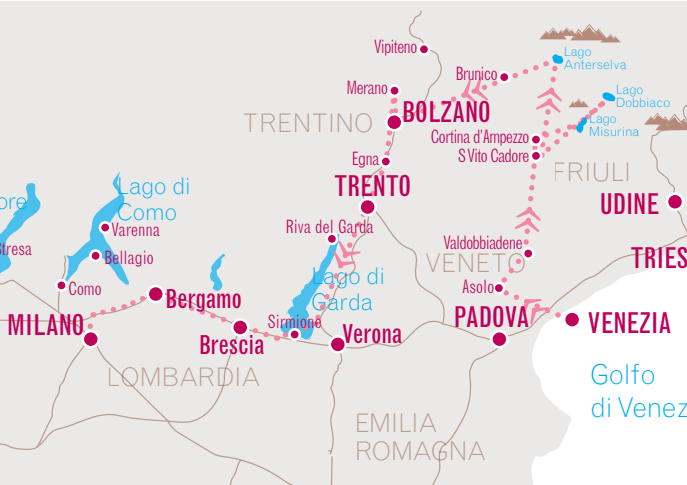 Vipiteno
Lago
Anterselva
Brunico
Merano
Lago
Dobbiaco
BOLZANO
TRENTINO
Lago
Misurina
Cortina d'Ampezzo
S Vito Cadore
Egna
FRIULI
TRENTO
Lago di
Como
ore
UDINE
Varenna
Riva del Garda
Stresa
Valdobbiadene
Bellagio
VENETO
TRIES
Lago di
Garda
Como
Asolo
Bergamo
MILANO
Sirmione
PADOVA
VENEZIA
Brescia
Verona
LOMBARDIA
Golfo
di Venez
EMILIA
ROMAGNA